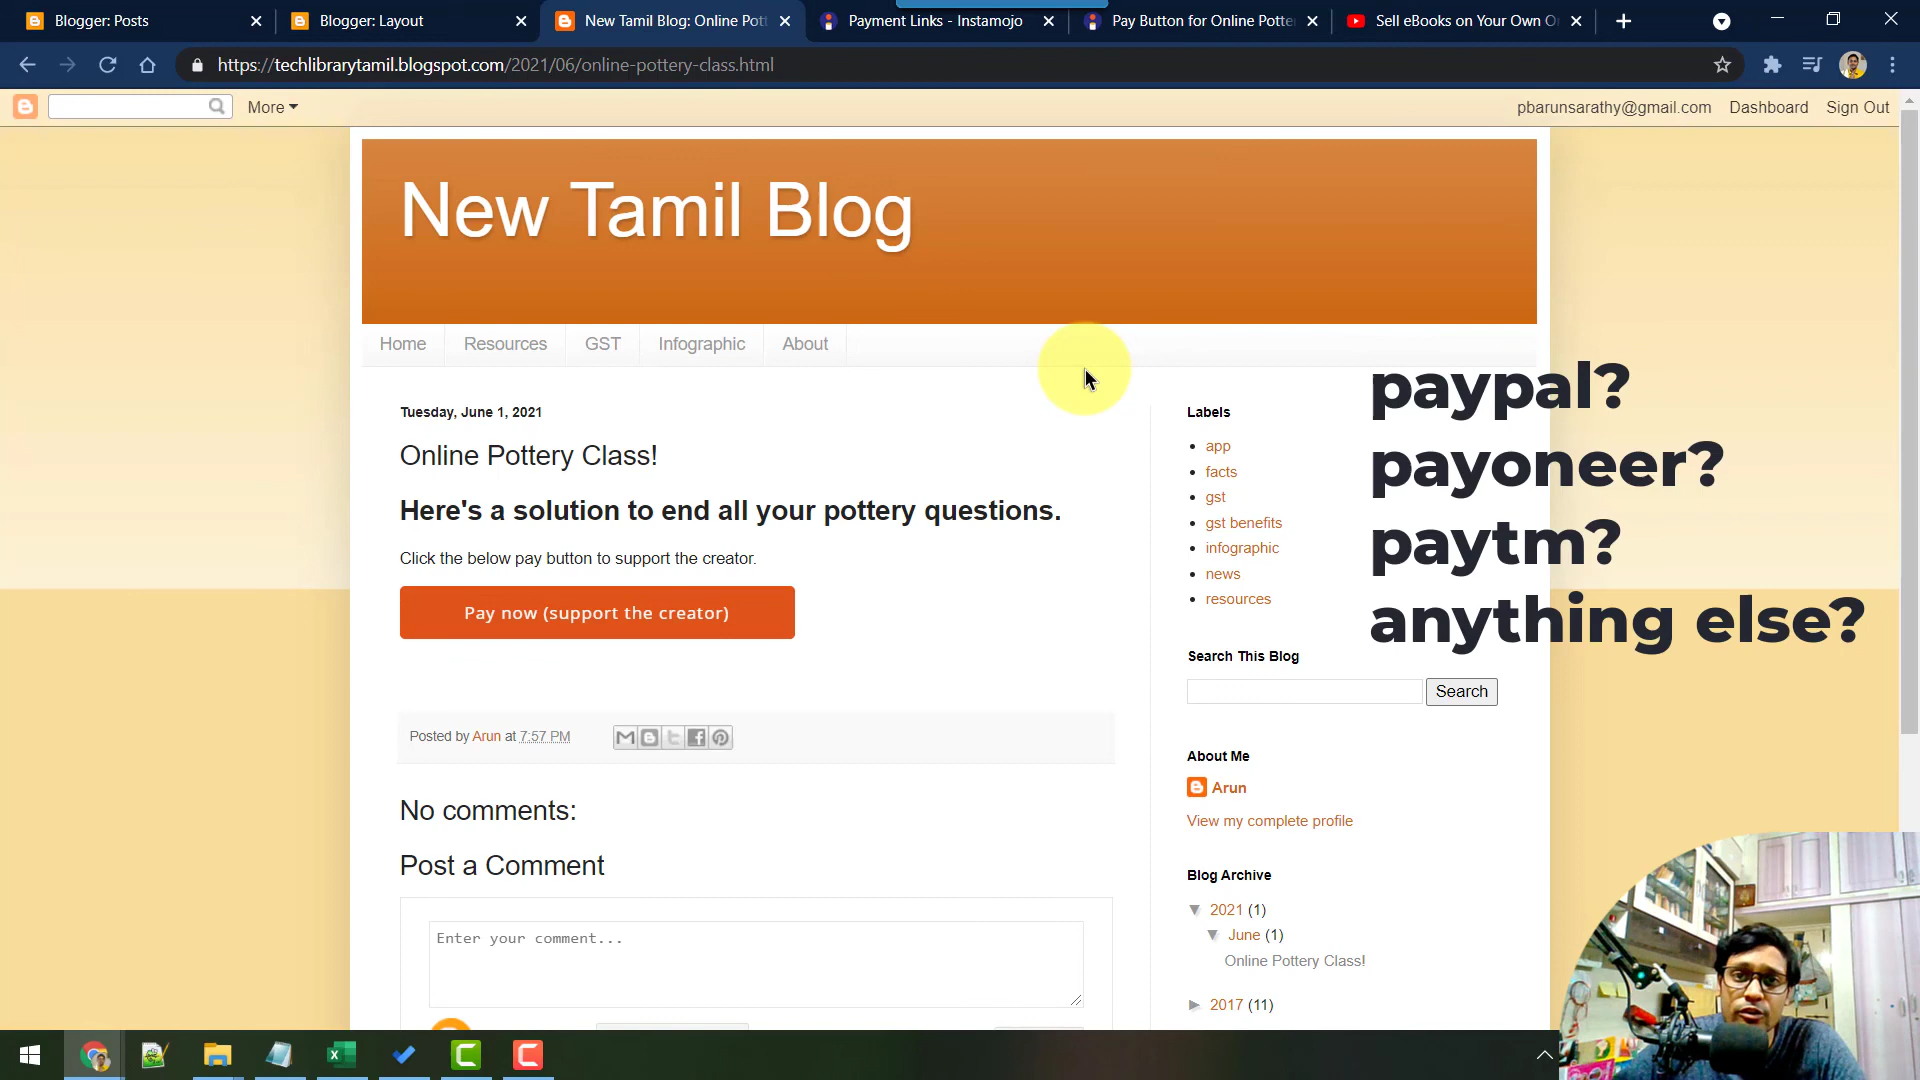 Blogger: Posts
Blogger: Layout
New Tamil Blog: Online Pott
Payment Links - Instamojo
Pay Button for Online Potte
Sell eBooks on Your Own O
https://techlibrarytamil.blogspot.com/2021/06/online-pottery-class.html
More
pbarunsarathy@gmail.com
Dashboard
Sign Out
New Tamil Blog
Home
Resources
GST
Infographic
About
Tuesday, June 1, 2021
Online Pottery Class!
Here's a solution to end all your pottery questions.
Click the below pay button to support the creator.
Pay now (support the creator)
Posted by Arun at 7:57 PM
No comments:
Post a Comment
Enter your comment...
Labels
app
facts
gst
gst benefits
infographic
news
resources
Search This Blog
Search
About Me
Arun
View my complete profile
Blog Archive
2021 (1)
June (1)
Online Pottery Class!
2017 (11)
paypal?
payoneer?
paytm?
anything else?